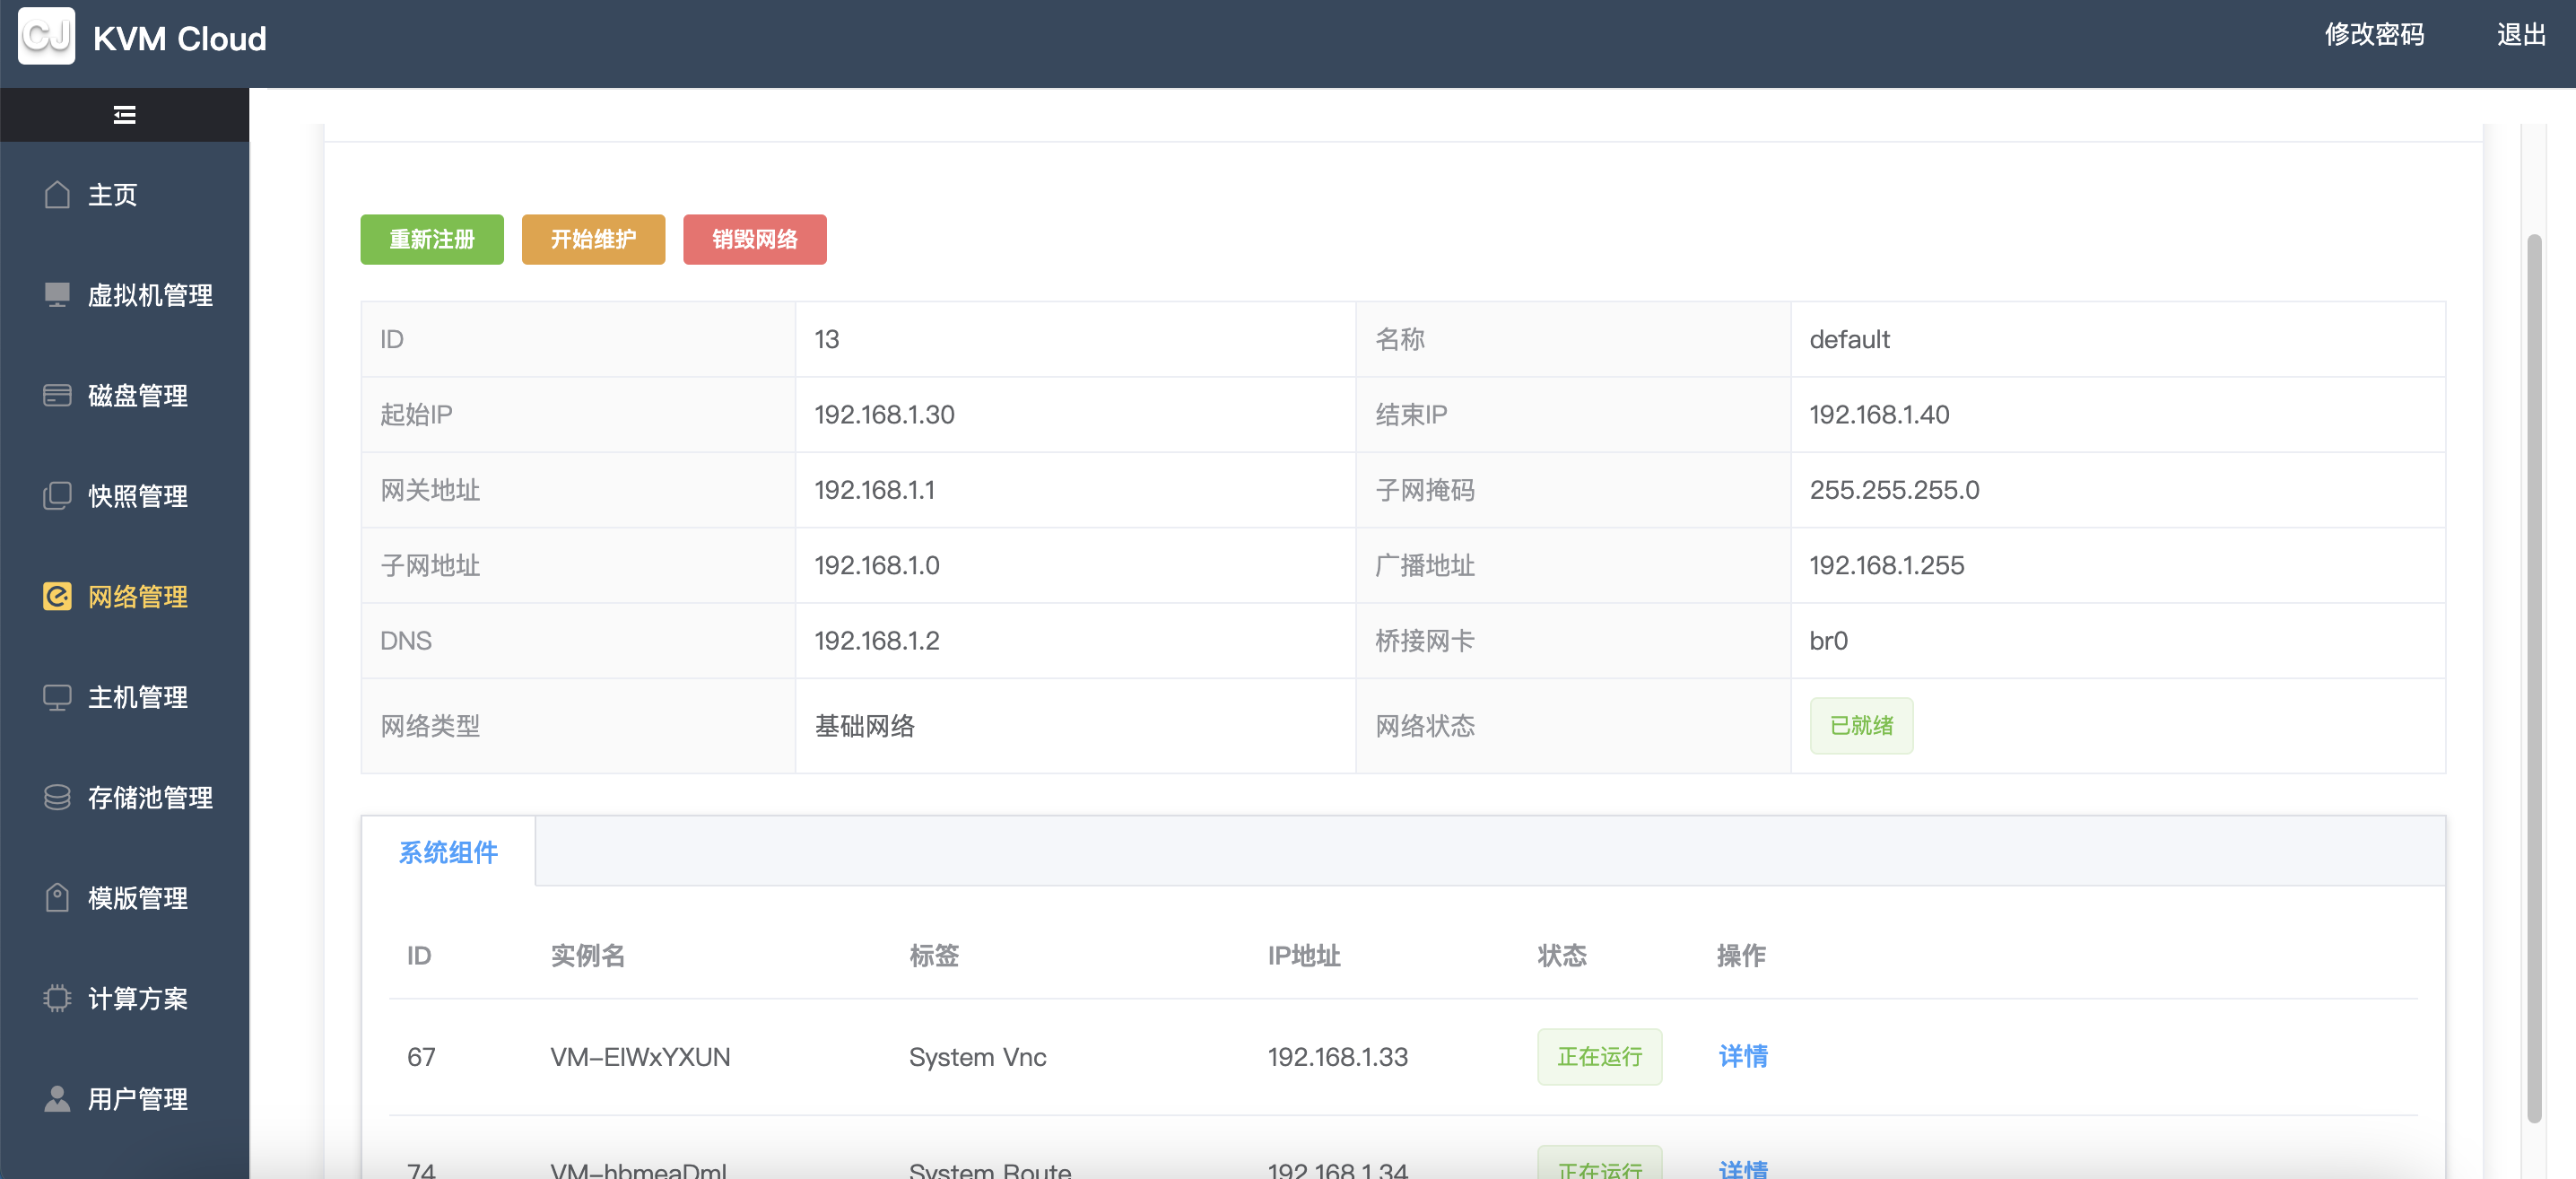 CJ KVM Cloud 修改密码 退出
主页
虚拟机管理
磁盘管理
快照管理
网络管理
主机管理
存储池管理
模版管理
计算方案
用户管理
重新注册 开始维护 销毁网络
ID 13 名称 default
起始IP 192.168.1.30 结束IP 192.168.1.40
网关地址 192.168.1.1 子网掩码 255.255.255.0
子网地址 192.168.1.0 广播地址 192.168.1.255
DNS 192.168.1.2 桥接网卡 br0
网络类型 基础网络 网络状态 已就绪
系统组件
ID 实例名 标签 IP地址 状态 操作
67 VM-EIWxYXUN System Vnc 192.168.1.33 正在运行 详情
74 VM-hbmeaDml System Route 192.168.1.34 正在运行 详情